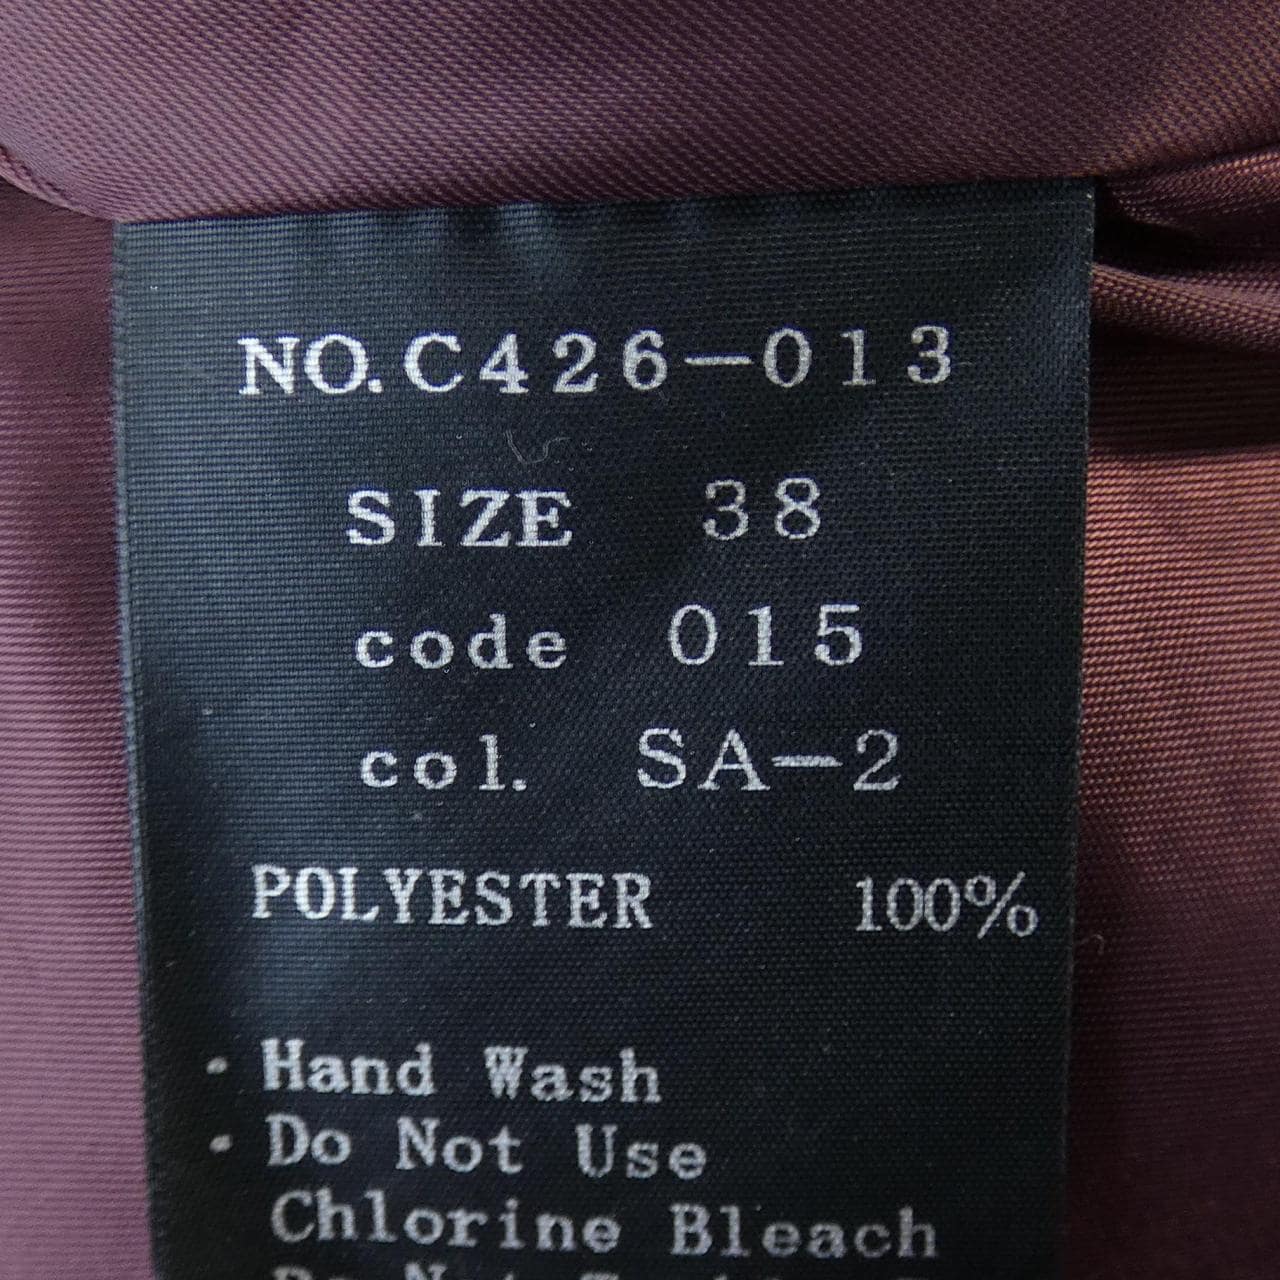 NO.C426-013
SIZE 38
code 015
col. SA-2
POLYESTER 100%
· Hand Wash
· Do Not Use
Chlorine Bleach